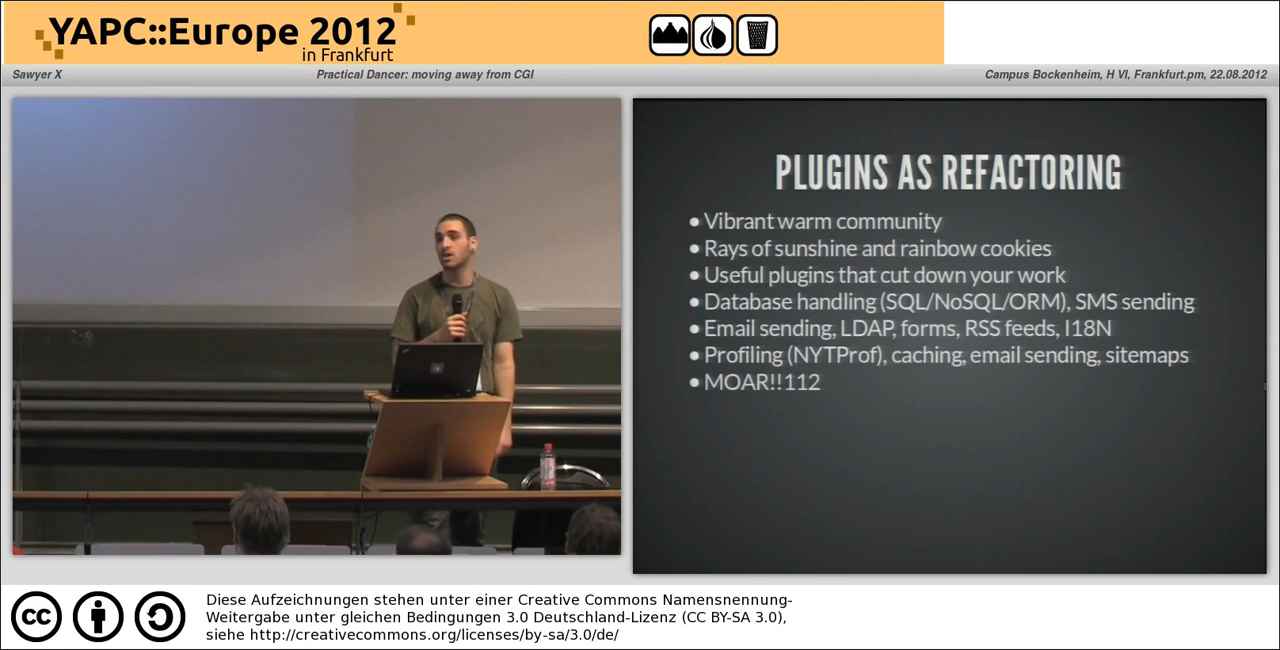 YAPC::Europe 2012
in Frankfurt
Sawyer X
Practical Dancer: moving away from CGI
Campus Bockenheim, H VI, Frankfurt.pm, 22.08.2012
PLUGINS AS REFACTORING
• Vibrant warm community
• Rays of sunshine and rainbow cookies
• Useful plugins that cut down your work
• Database handling (SQL/NoSQL/ORM), SMS sending
• Email sending, LDAP, forms, RSS feeds, I18N
• Profiling (NYTProf), caching, email sending, sitemaps
• MOAR!!112
cc
Diese Aufzeichnungen stehen unter einer Creative Commons Namensnennung-
Weitergabe unter gleichen Bedingungen 3.0 Deutschland-Lizenz (CC BY-SA 3.0),
siehe http://creativecommons.org/licenses/by-sa/3.0/de/